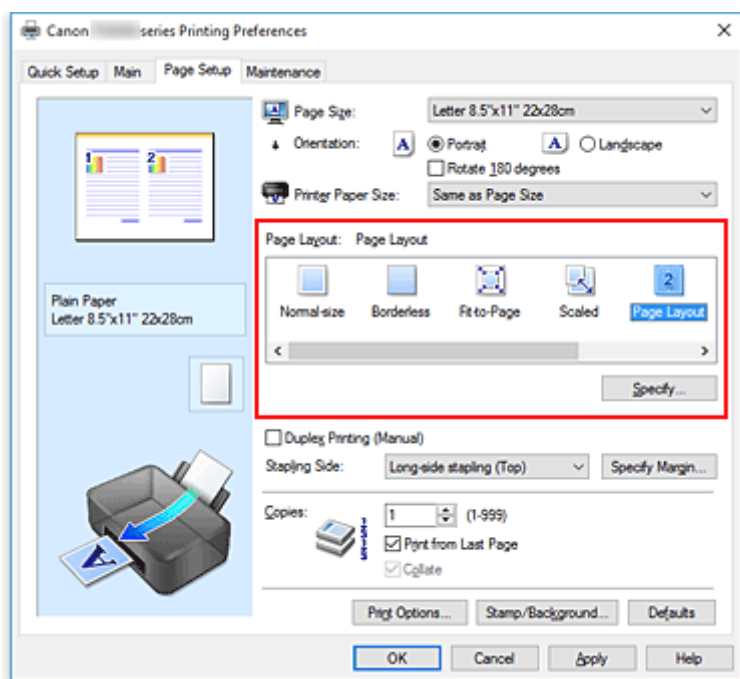 Canon series Printing Preferences
Quick Setup Main Page Setup Maintenance
Page Size: Letter 8.5"x11" 22x28cm
Orientation: A Portrait A Landscape
Rotate 180 degrees
Printer Paper Size: Same as Page Size
1 2
Page Layout: Page Layout
2
Normal-size Borderless Fit-to-Page Scaled Page Layout
Specify...
Plain Paper
Letter 8.5"x11" 22x28cm
Duplex Printing (Manual)
Stapling Side: Long-side stapling (Top) Specify Margin...
Copies: 1 (1-999)
Print from Last Page
Collate
A
Print Options... Stamp/Background... Defaults
OK Cancel Apply Help